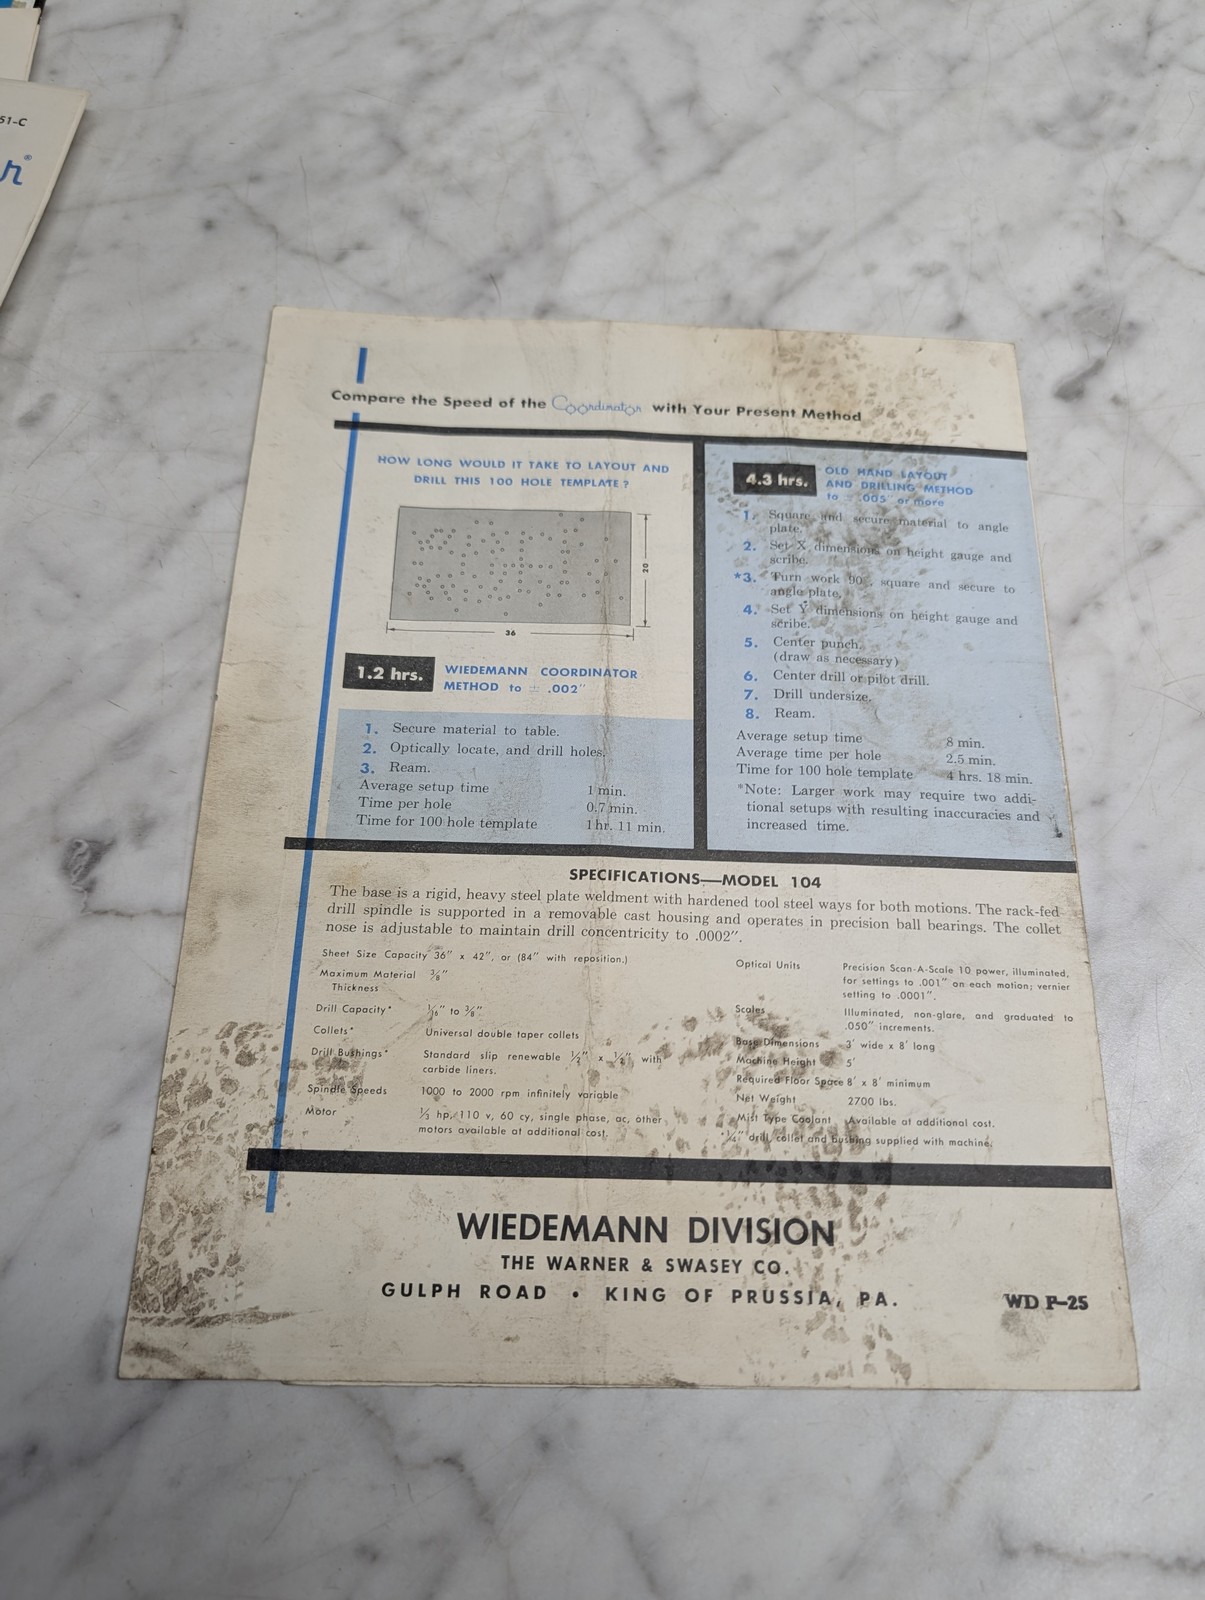 51-C
r®
Compare the Speed of the Coordinator with Your Present Method
HOW LONG WOULD IT TAKE TO LAYOUT AND
DRILL THIS 100 HOLE TEMPLATE?
20
36
1.2 hrs.
WIEDEMANN COORDINATOR
METHOD to ± .002"
1. Secure material to table.
2. Optically locate, and drill holes.
3. Ream.
Average setup time 1 min.
Time per hole 0.7 min.
Time for 100 hole template 1 hr. 11 min.
4.3 hrs.
OLD HAND LAYOUT
AND DRILLING METHOD
to ± .005" or more
1. Square and secure material to angle
plate.
2. Set X dimensions on height gauge and
scribe.
*3. Turn work 90°, square and secure to
angle plate.
4. Set Y dimensions on height gauge and
scribe.
5. Center punch.
(draw as necessary)
6. Center drill or pilot drill.
7. Drill undersize.
8. Ream.
Average setup time 8 min.
Average time per hole 2.5 min.
Time for 100 hole template 4 hrs. 18 min.
*Note: Larger work may require two addi-
tional setups with resulting inaccuracies and
increased time.
SPECIFICATIONS—MODEL 104
The base is a rigid, heavy steel plate weldment with hardened tool steel ways for both motions. The rack-fed
drill spindle is supported in a removable cast housing and operates in precision ball bearings. The collet
nose is adjustable to maintain drill concentricity to .0002".
Sheet Size Capacity 36" x 42", or (84" with reposition.)
Maximum Material ⅜"
Thickness
Drill Capacity* 1/16" to ⅜"
Collets* Universal double taper collets
Drill Bushings* Standard slip renewable ½" x ½" with
carbide liners.
Spindle Speeds 1000 to 2000 rpm infinitely variable
Motor ⅓ hp, 110 v, 60 cy, single phase, ac, other
motors available at additional cost.
Optical Units Precision Scan-A-Scale 10 power, illuminated,
for settings to .001" on each motion; vernier
setting to .0001".
Scales Illuminated, non-glare, and graduated to
.050" increments.
Base Dimensions 3' wide x 8' long
Machine Height 5'
Required Floor Space 8' x 8' minimum
Net Weight 2700 lbs.
Mist Type Coolant Available at additional cost.
*¼" drill, collet and bushing supplied with machine.
WIEDEMANN DIVISION
THE WARNER & SWASEY CO.
GULPH ROAD • KING OF PRUSSIA, PA.
WD P-25